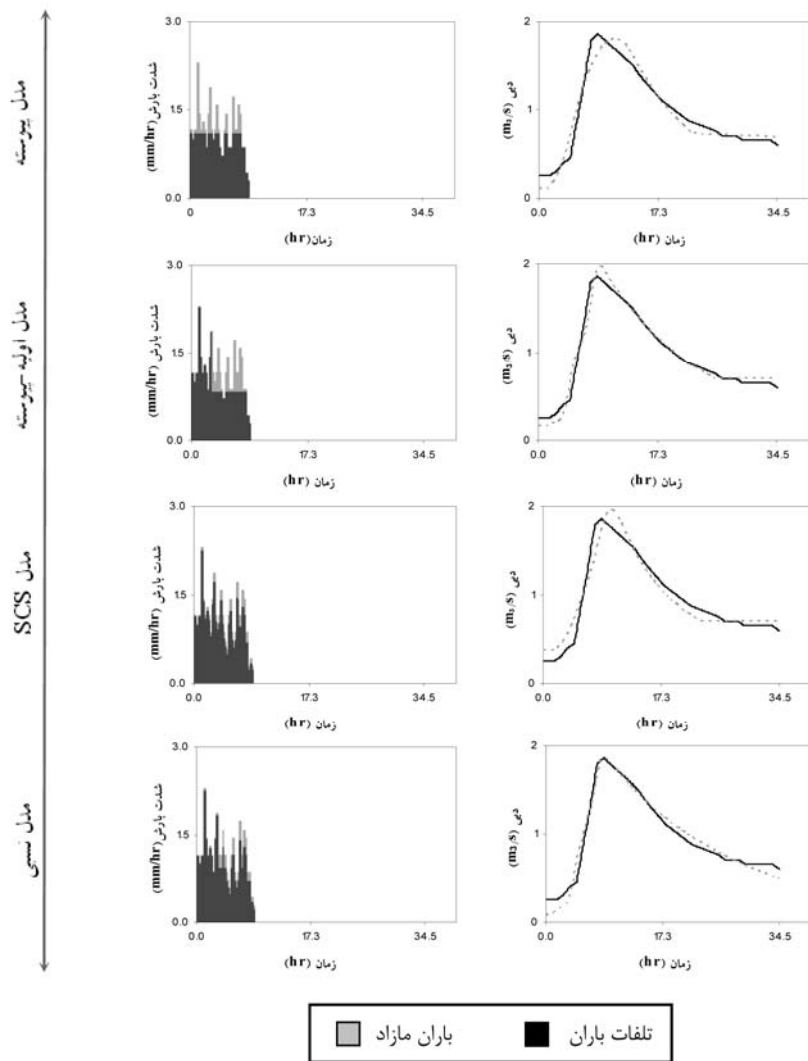 مدل پیوسته
3.0
شدت بارش (mm/hr)
1.5
0.0
0
17.3
34.5
زمان(hr)
2
دبی (m₃/s)
1
0
0.0
17.3
34.5
زمان (hr)
مدل اولیه-پیوسته
3.0
شدت بارش (mm/hr)
1.5
0.0
0
17.3
34.5
زمان (hr)
2
دبی (m₃/s)
1
0
0.0
17.3
34.5
زمان (hr)
مدل SCS
3.0
شدت بارش (mm/hr)
1.5
0.0
0.0
17.3
34.5
زمان (hr)
2
دبی (m₃/s)
1
0
0.0
17.3
34.5
زمان (hr)
مدل نسبی
3.0
شدت بارش (mm/hr)
1.5
0.0
0.0
17.3
34.5
زمان (hr)
2
دبی (m3/s)
1
0
0.0
17.3
34.5
زمان (hr)
تلفات باران
باران مازاد